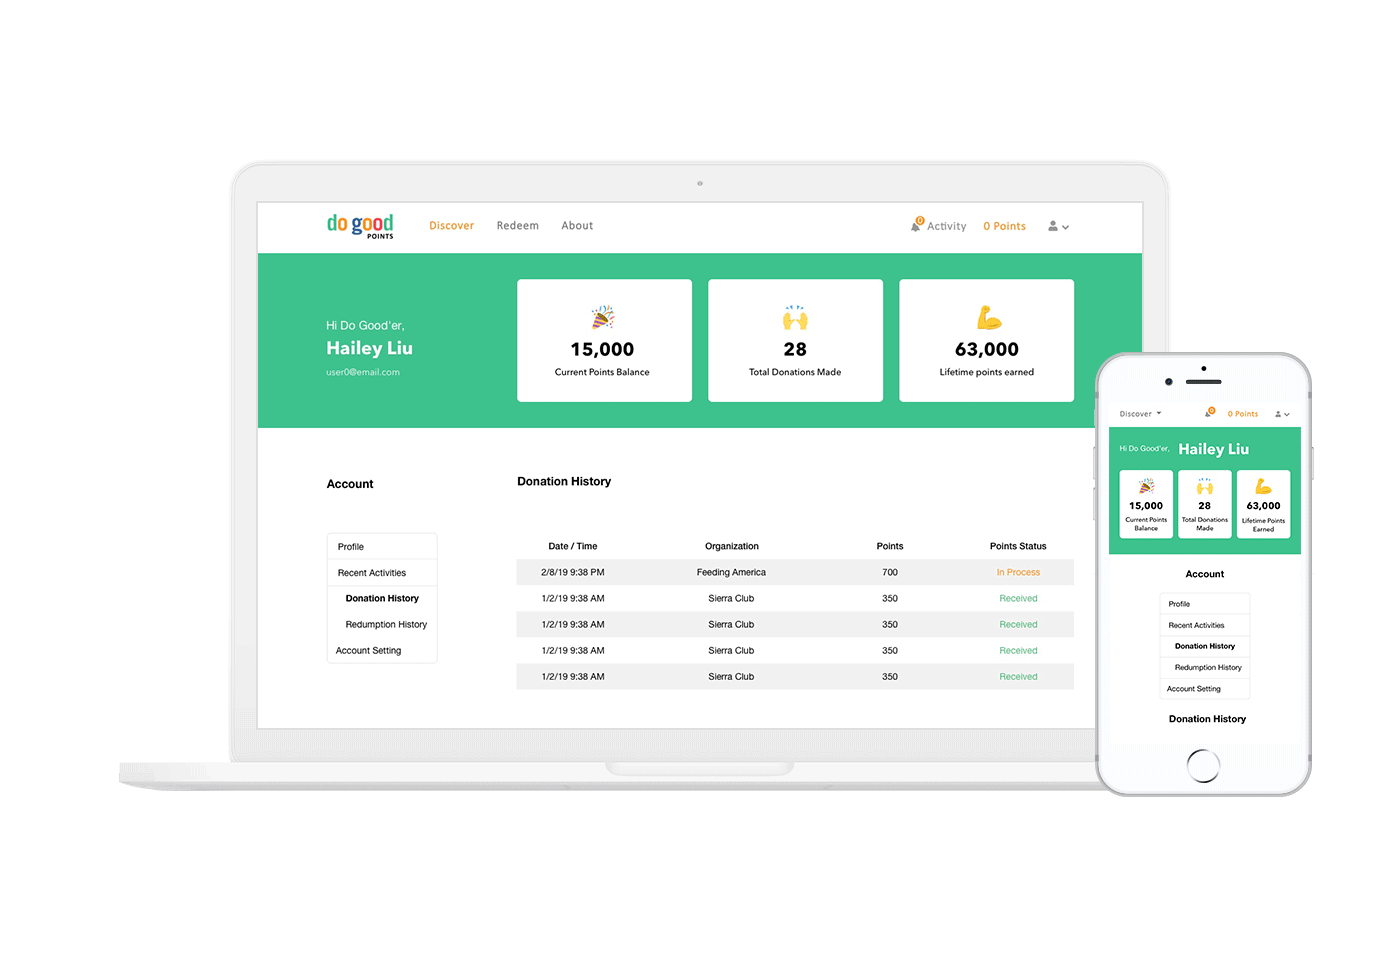 do good
POINTS
Discover Redeem About
0 Activity 0 Points
Hi Do Good'er,
Hailey Liu
user0@email.com
15,000
Current Points Balance
28
Total Donations Made
63,000
Lifetime points earned
Account
Profile
Recent Activities
Donation History
Redumption History
Account Setting
Donation History
Date / Time Organization Points Points Status
2/8/19 9:38 PM Feeding America 700 In Process
1/2/19 9:38 AM Sierra Club 350 Received
1/2/19 9:38 AM Sierra Club 350 Received
1/2/19 9:38 AM Sierra Club 350 Received
1/2/19 9:38 AM Sierra Club 350 Received
Discover 0 0 Points
Hi Do Good'er, Hailey Liu
15,000
Current Points
Balance
28
Total Donations
Made
63,000
Lifetime Points
Earned
Account
Profile
Recent Activities
Donation History
Redumption History
Account Setting
Donation History